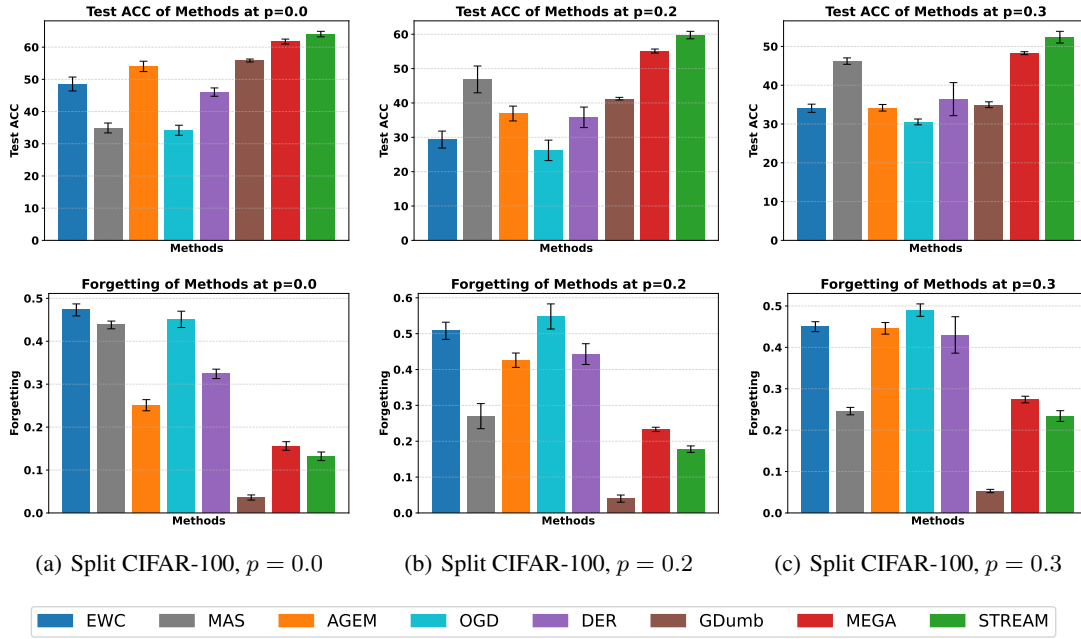 Test ACC of Methods at p=0.0
Test ACC
60
50
40
30
20
10
0
Methods
Test ACC of Methods at p=0.2
Test ACC
60
50
40
30
20
10
0
Methods
Test ACC of Methods at p=0.3
Test ACC
50
40
30
20
10
0
Methods
Forgetting of Methods at p=0.0
Forgetting
0.5
0.4
0.3
0.2
0.1
0.0
Methods
Forgetting of Methods at p=0.2
Forgetting
0.6
0.5
0.4
0.3
0.2
0.1
0.0
Methods
Forgetting of Methods at p=0.3
Forgetting
0.5
0.4
0.3
0.2
0.1
0.0
Methods
(a) Split CIFAR-100, p = 0.0
(b) Split CIFAR-100, p = 0.2
(c) Split CIFAR-100, p = 0.3
EWC MAS AGEM OGD DER GDumb MEGA STREAM